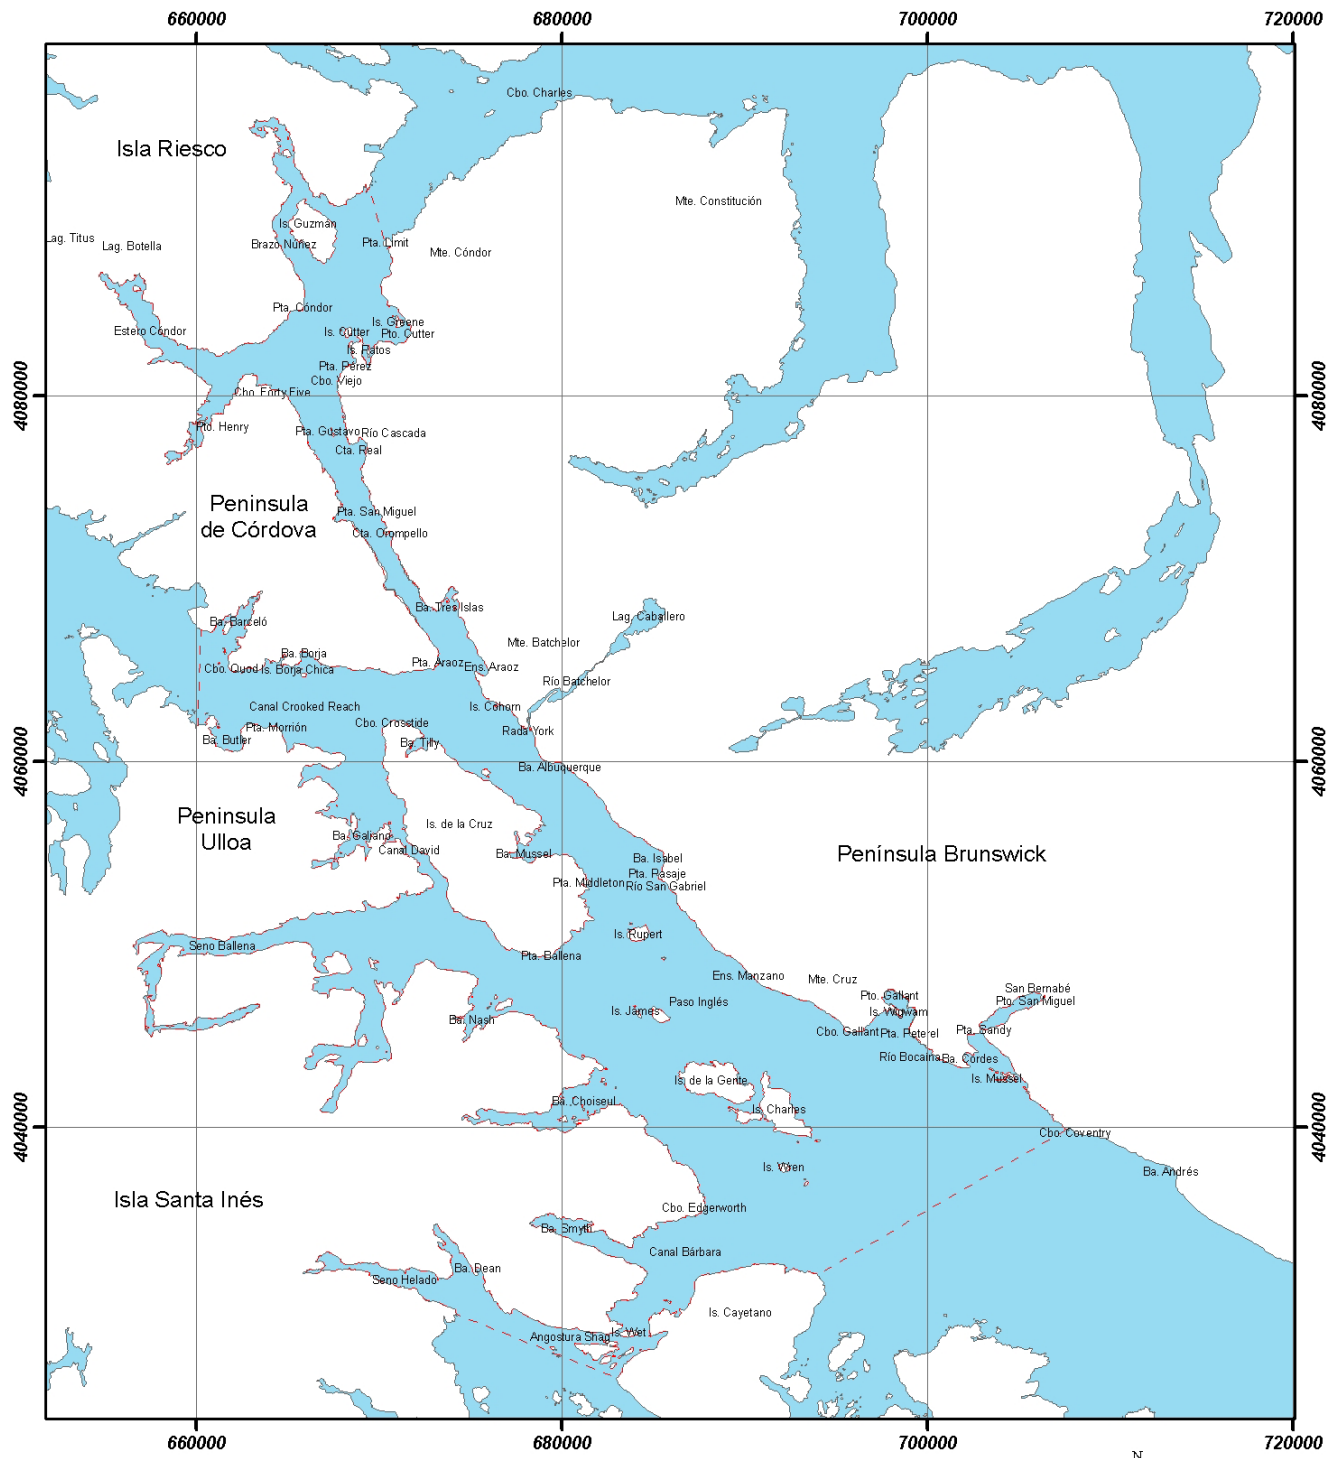 660000 680000 700000 720000
Cbo. Charles
Isla Riesco
Mte. Constitución
Is. Guzmán
Lag. Titus
Lag. Botella
Brazo Núñez
Pta. Limit
Mte. Cóndor
Pta. Cóndor
Is. Greene
Estero Cóndor
Is. Cutter
Pto. Cutter
Is. Patos
Pta. Pérez
Cbo. Viejo
4080000 4080000
Cbo. Forty Five
Pto. Henry
Pta. Gustavo
Río Cascada
Cta. Real
Peninsula
de Córdova
Pta. San Miguel
Cta. Orompello
Ba. Tres Islas
Lag. Caballero
Ba. Barceló
Mte. Batchelor
Ba. Borja
Pta. Araoz
Ens. Araoz
Cbo. Quod
Is. Borja Chica
Río Batchelor
Canal Crooked Reach
Is. Cohorn
Cbo. Crosstide
Pta. Morrión
Rada York
Ba. Butler
Ba. Tilly
4060000 4060000
Ba. Albuquerque
Peninsula
Ulloa
Is. de la Cruz
Ba. Galiano
Canal David
Ba. Mussel
Ba. Isabel
Península Brunswick
Pta. Pasaje
Pta. Middleton
Río San Gabriel
Is. Rupert
Seno Ballena
Pta. Ballena
Ens. Manzano
Mte. Cruz
San Bernabé
Pto. Gallant
Pto. San Miguel
Paso Inglés
Is. James
Is. Wigwam
Ba. Nash
Cbo. Gallant
Pta. Peterel
Pta. Sandy
Río Bocaina
Ba. Cordes
Is. de la Gente
Is. Mussel
Ba. Choiseul
Is. Charles
4040000 4040000
Cbo. Coventry
Is. Wren
Ba. Andrés
Isla Santa Inés
Cbo. Edgerworth
Ba. Smyth
Canal Bárbara
Ba. Dean
Seno Helado
Is. Cayetano
Is. Wet
Angostura Shag
660000 680000 700000 720000
N